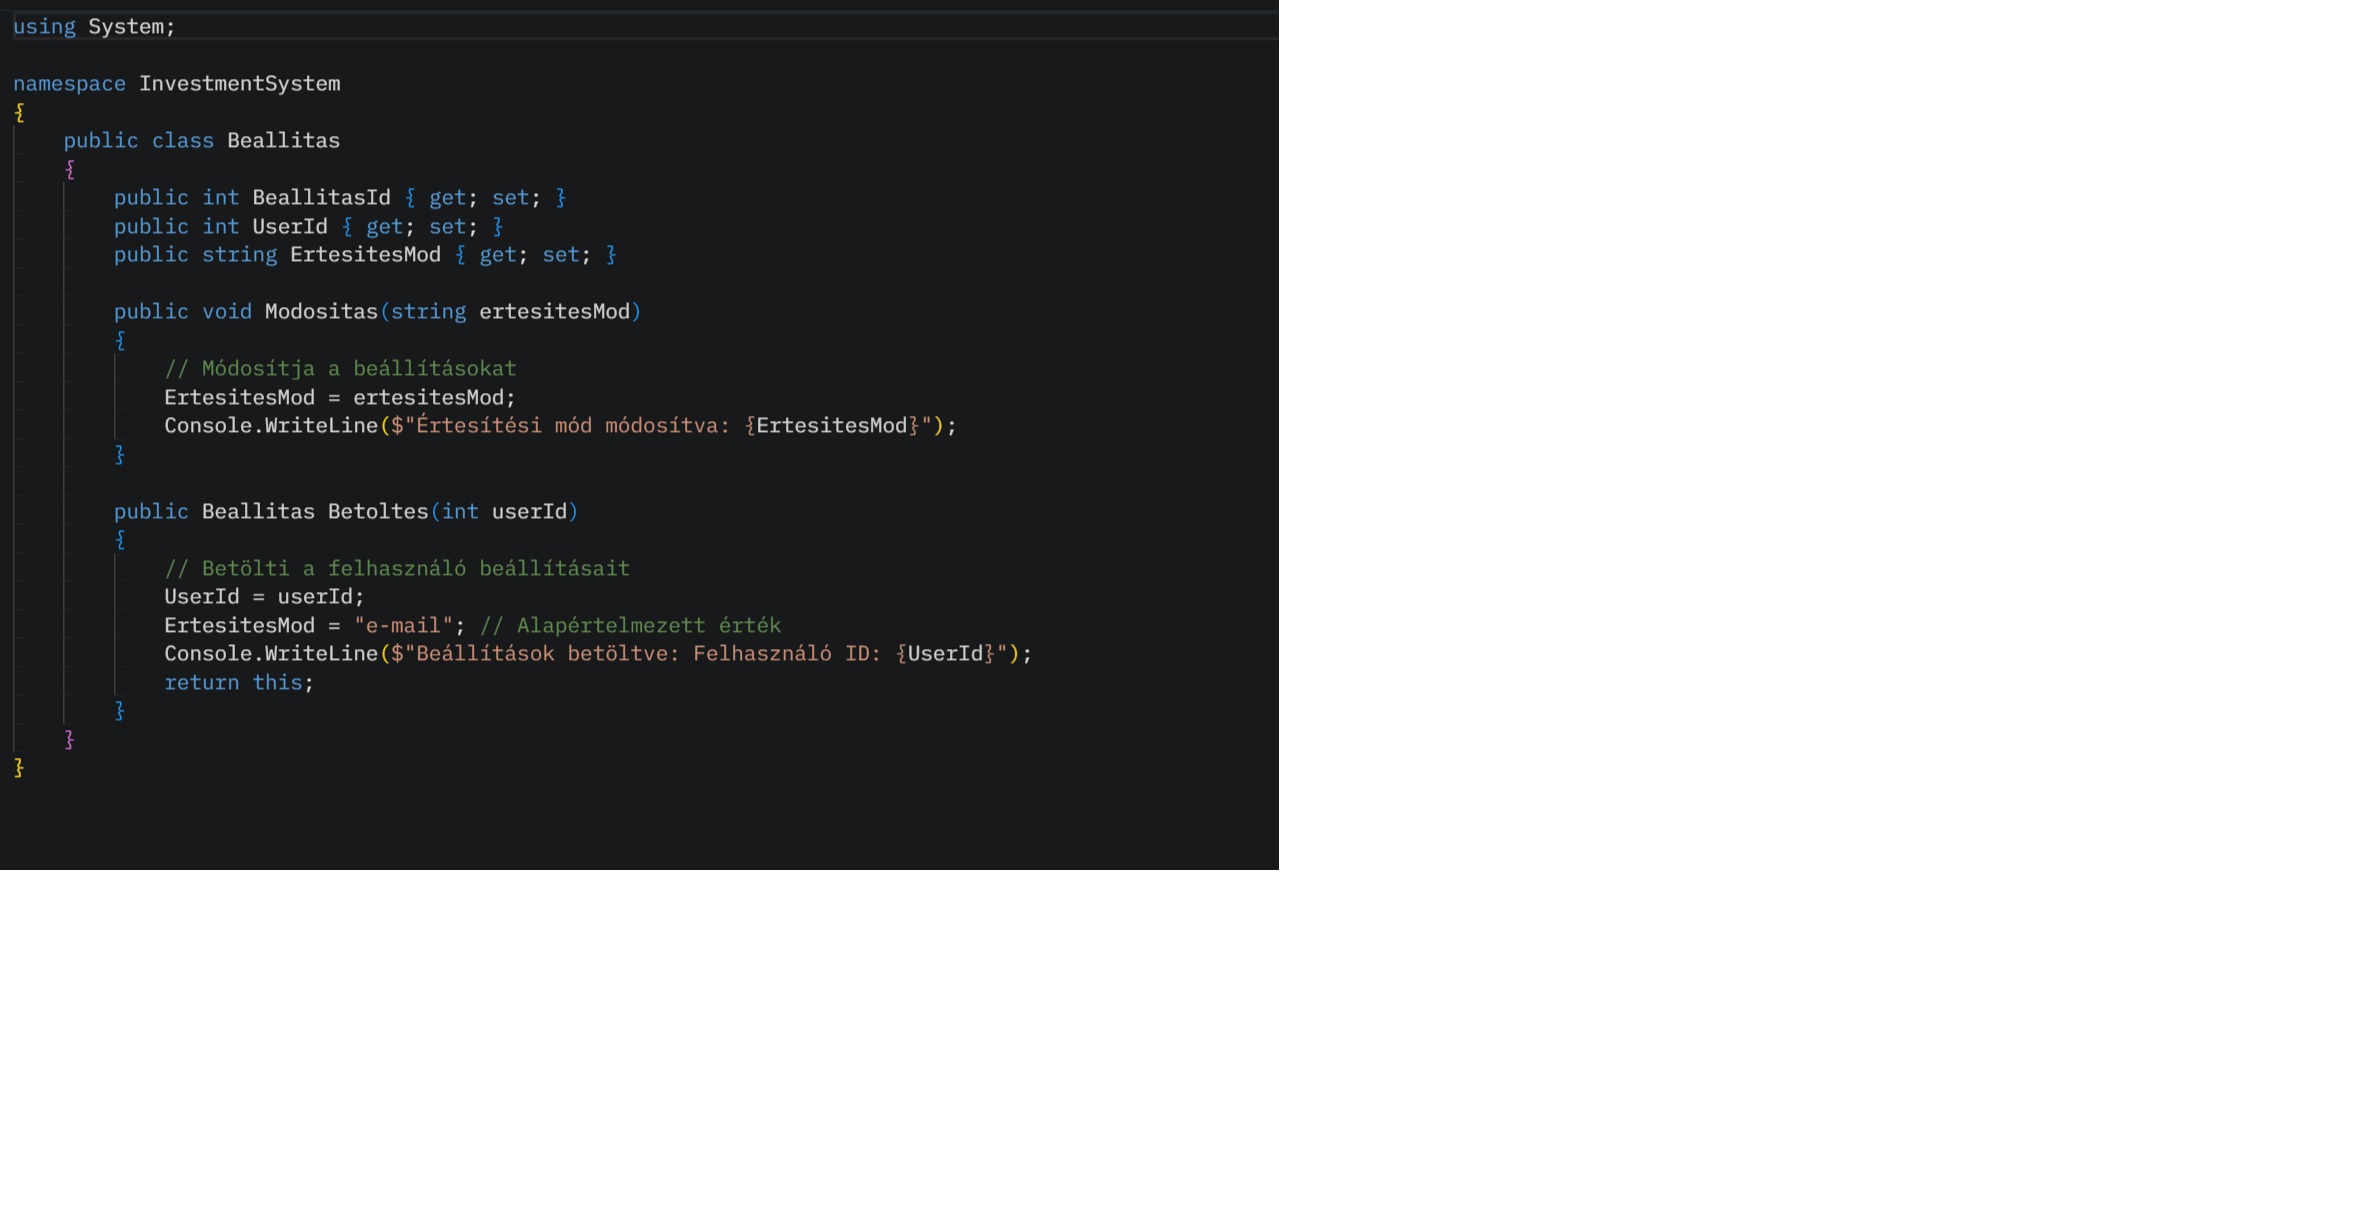 using System;
namespace InvestmentSystem
{
public class Beallitas
{
public int BeallitasId { get; set; }
public int UserId { get; set; }
public string ErtesitesMod { get; set; }
public void Modositas(string ertesitesMod)
{
// Módosítja a beállításokat
ErtesitesMod = ertesitesMod;
Console.WriteLine($"Értesítési mód módosítva: {ErtesitesMod}");
}
public Beallitas Betoltes(int userId)
{
// Betölti a felhasználó beállításait
UserId = userId;
ErtesitesMod = "e-mail"; // Alapértelmezett érték
Console.WriteLine($"Beállítások betöltve: Felhasználó ID: {UserId}");
return this;
}
}
}